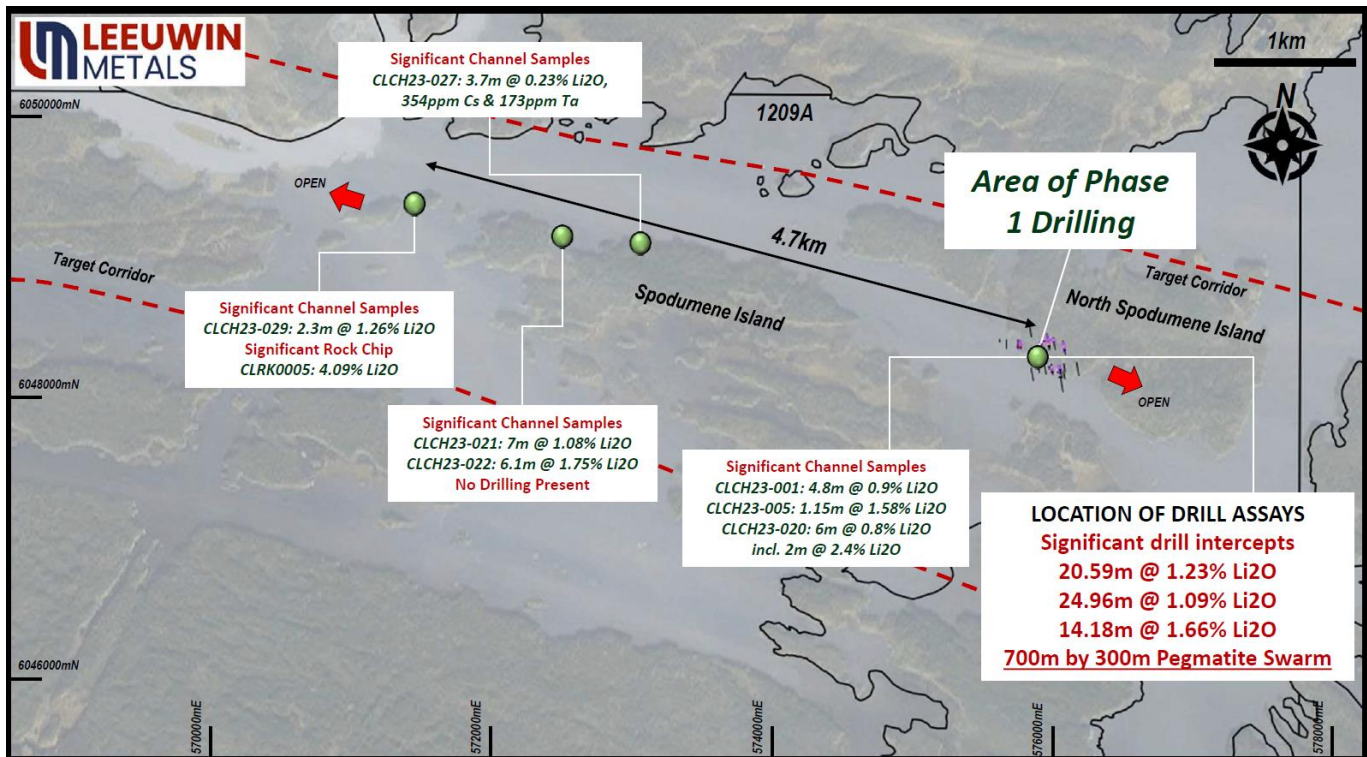 LEEUWIN
METALS
Significant Channel Samples
CLCH23-027: 3.7m @ 0.23% Li2O,
354ppm Cs & 173ppm Ta
1km
N
6050000mN
1209A
OPEN
Area of Phase
1 Drilling
4.7km
Target Corridor
Target Corridor
Spodumene Island
North Spodumene Island
Significant Channel Samples
CLCH23-029: 2.3m @ 1.26% Li2O
Significant Rock Chip
CLRK0005: 4.09% Li2O
6048000mN
OPEN
Significant Channel Samples
CLCH23-021: 7m @ 1.08% Li2O
CLCH23-022: 6.1m @ 1.75% Li2O
No Drilling Present
Significant Channel Samples
CLCH23-001: 4.8m @ 0.9% Li2O
CLCH23-005: 1.15m @ 1.58% Li2O
CLCH23-020: 6m @ 0.8% Li2O
incl. 2m @ 2.4% Li2O
LOCATION OF DRILL ASSAYS
Significant drill intercepts
20.59m @ 1.23% Li2O
24.96m @ 1.09% Li2O
14.18m @ 1.66% Li2O
700m by 300m Pegmatite Swarm
6046000mN
570000mE
572000mE
574000mE
576000mE
578000mE